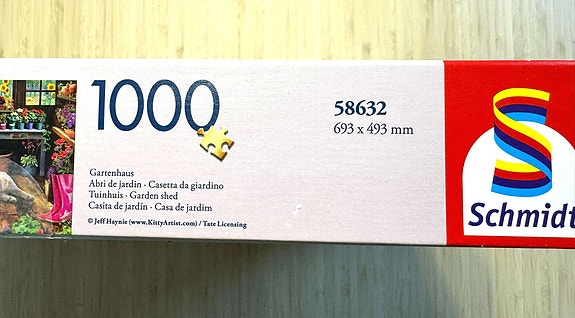 1000
58632
693 x 493 mm
Gartenhaus
Abri de jardin · Casetta da giardino
Tuinhuis · Garden shed
Casita de jardín · Casa de jardim
© Jeff Haynie (www.KittyArtist.com) / Tate Licensing
Schmidt